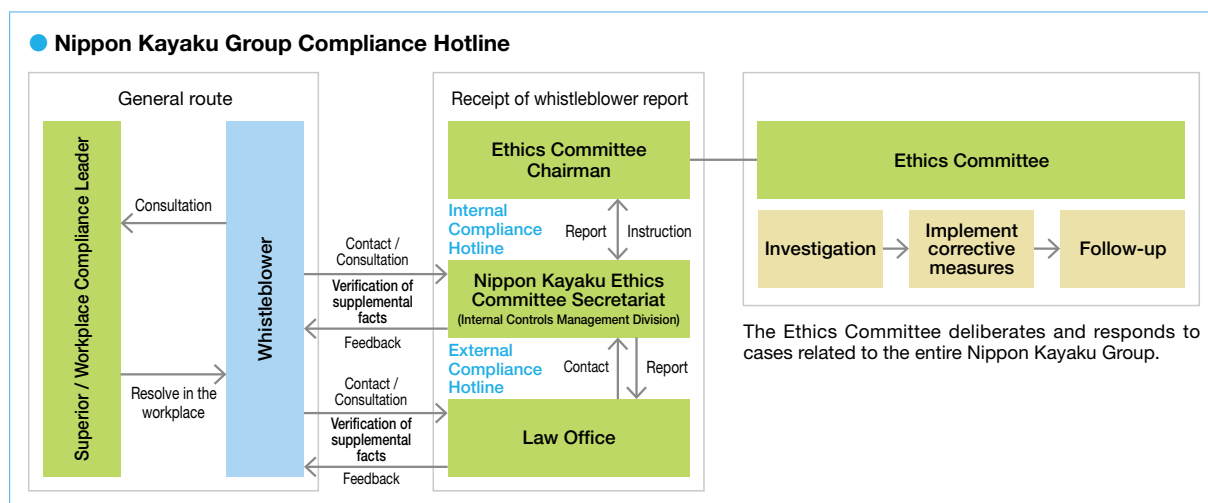 Nippon Kayaku Group Compliance Hotline
General route
Superior / Workplace Compliance Leader
Consultation
Resolve in the
workplace
Whistleblower
Contact /
Consultation
Verification of
supplemental
facts
Feedback
Contact /
Consultation
Verification of
supplemental
facts
Feedback
Receipt of whistleblower report
Ethics Committee
Chairman
Internal
Compliance
Hotline
Report
Instruction
Nippon Kayaku Ethics
Committee Secretariat
(Internal Controls Management Division)
External
Compliance
Hotline
Contact
Report
Law Office
Ethics Committee
Investigation
Implement
corrective
measures
Follow-up
The Ethics Committee deliberates and responds to
cases related to the entire Nippon Kayaku Group.